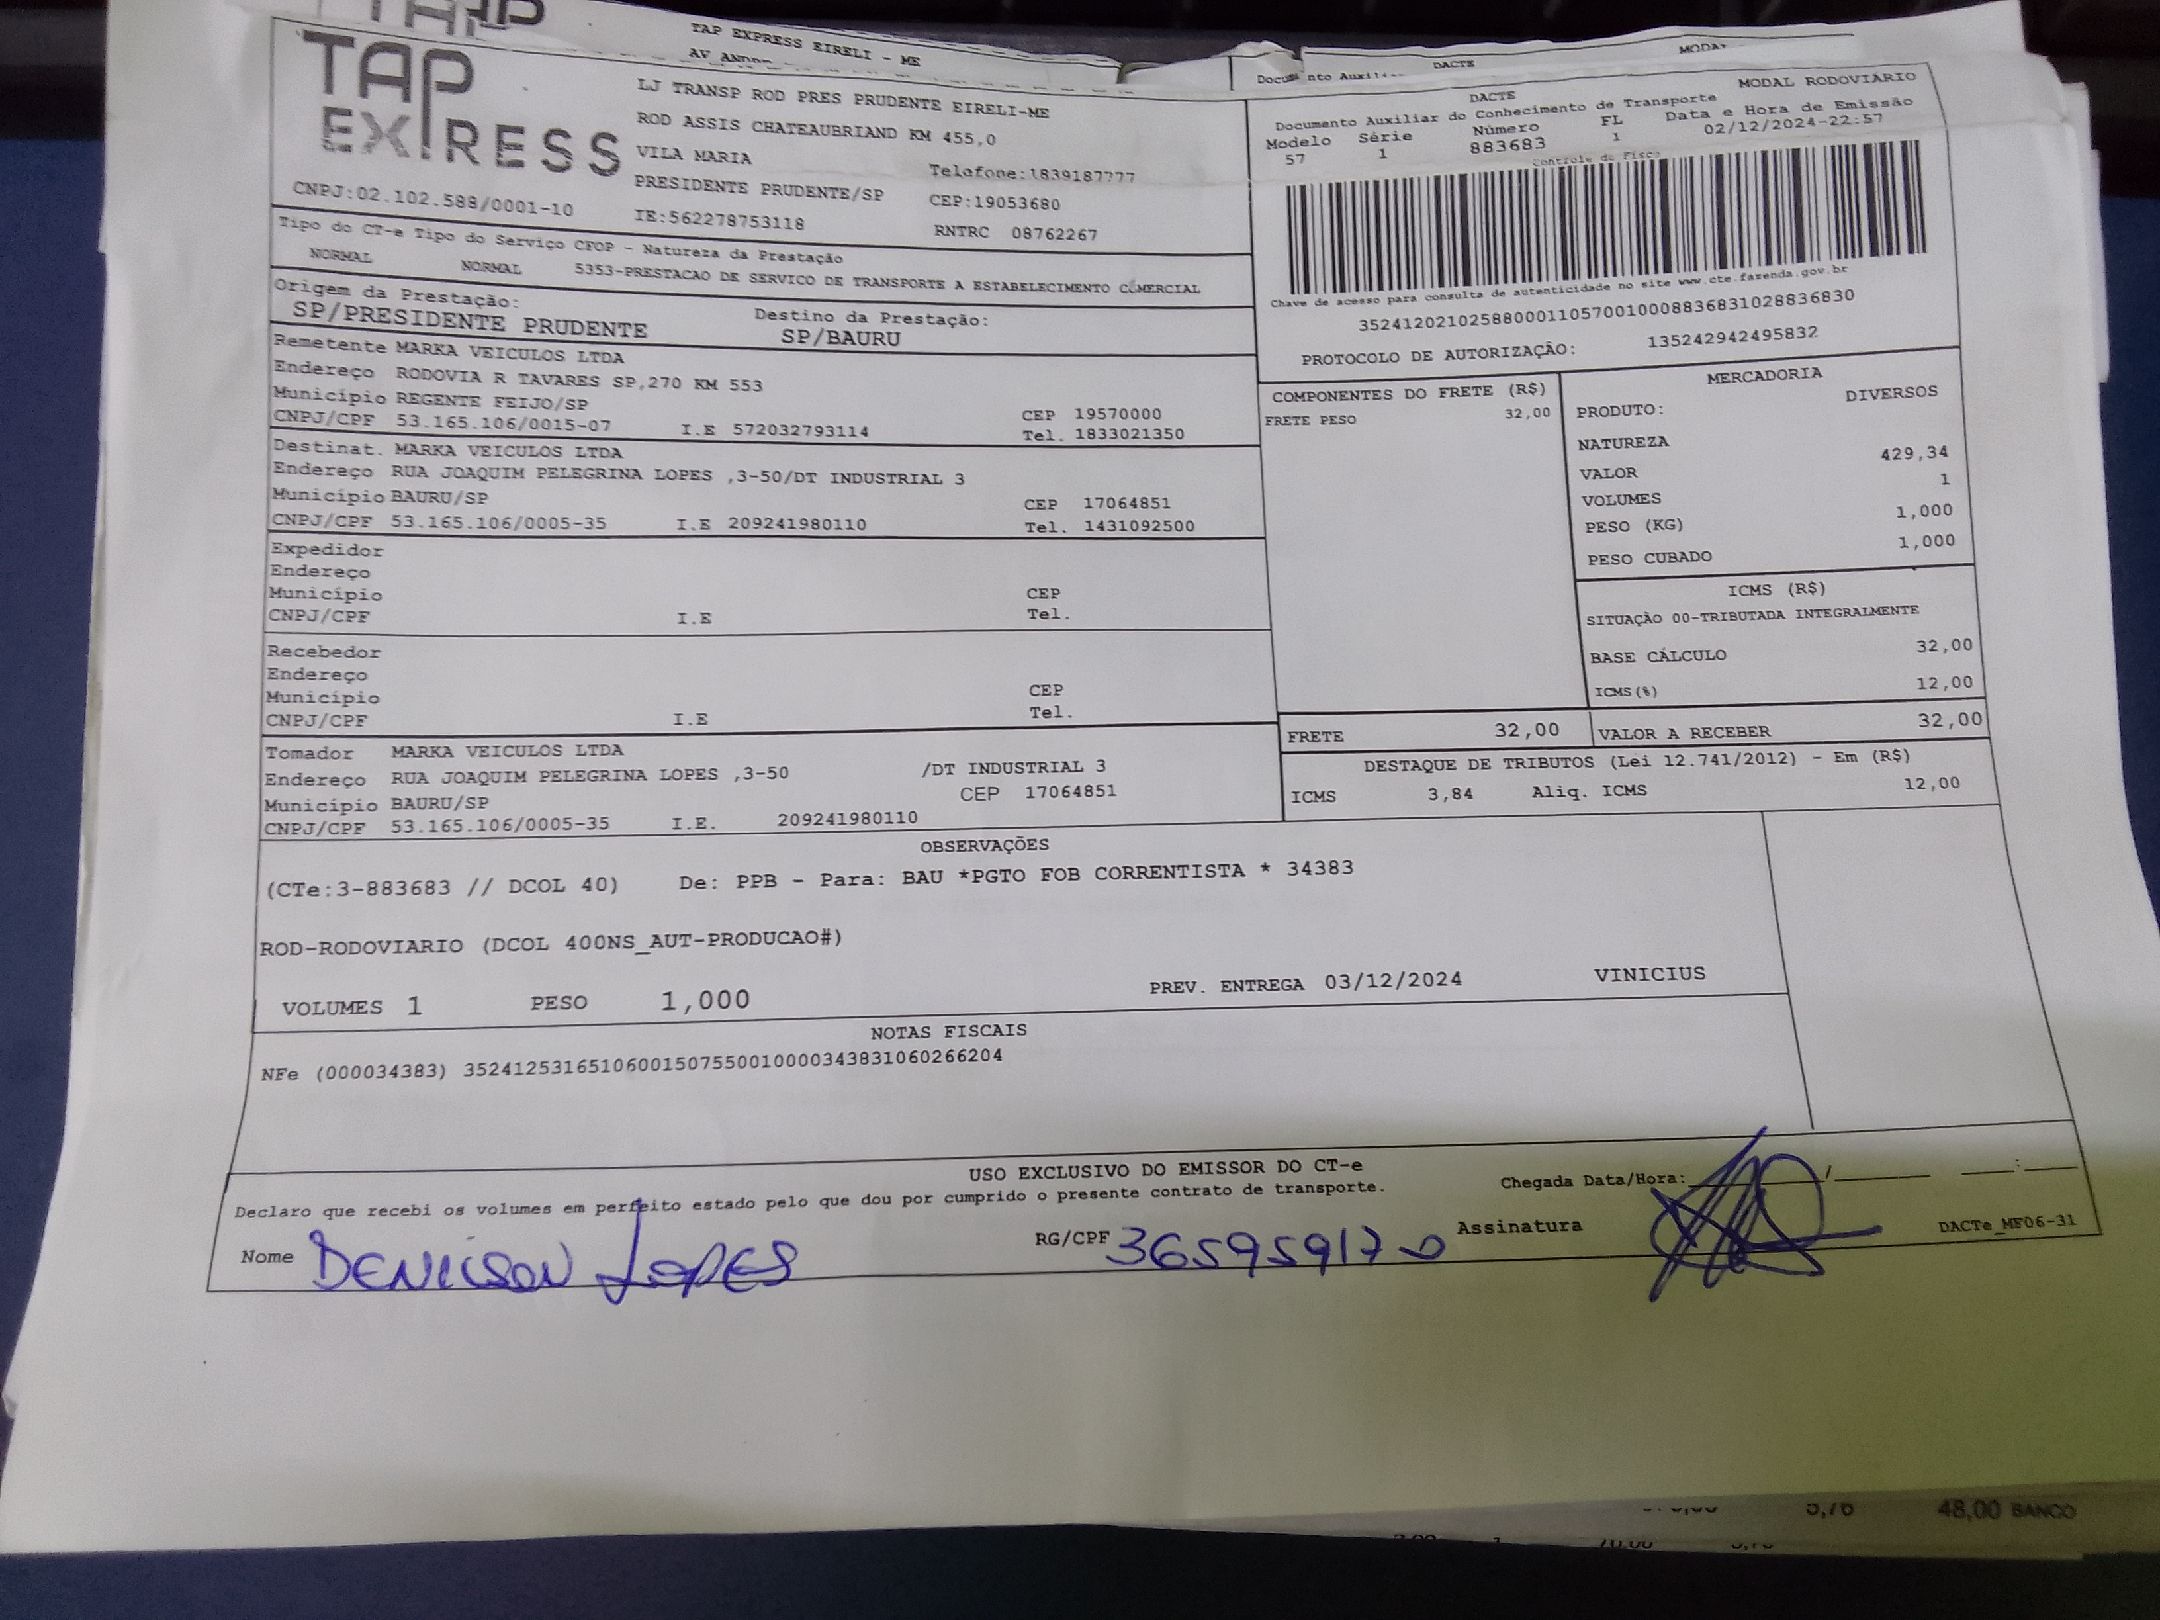 TAP EXPRESS EIRELI - ME
DACTE
TAP
EXPRESS
CNPJ:02.102.588/0001-10
LJ TRANSP ROD PRES PRUDENTE EIRELI-ME
ROD ASSIS CHATEAUBRIAND KM 455,0
VILA MARIA Telefone:1839187777
PRESIDENTE PRUDENTE/SP CEP:19053680
IE:562278753118 RNTRC 08762267
DACTE MODAL RODOVIÁRIO
Documento Auxiliar do Conhecimento de Transporte
Modelo Série Número FL Data e Hora de Emissão
57 1 883683 1 02/12/2024-22:57
Controle do Fisco
Chave de acesso para consulta de autenticidade no site www.cte.fazenda.gov.br
35241202102588000110570010008836831028836830
PROTOCOLO DE AUTORIZAÇÃO: 135242942495832
Tipo do CT-e Tipo do Serviço CFOP - Natureza da Prestação
NORMAL NORMAL 5353-PRESTACAO DE SERVICO DE TRANSPORTE A ESTABELECIMENTO COMERCIAL
Origem da Prestação: Destino da Prestação:
SP/PRESIDENTE PRUDENTE SP/BAURU
Remetente MARKA VEICULOS LTDA
Endereço RODOVIA R TAVARES SP,270 KM 553
Município REGENTE FEIJO/SP CEP 19570000
CNPJ/CPF 53.165.106/0015-07 I.E 572032793114 Tel. 1833021350
Destinat. MARKA VEICULOS LTDA
Endereço RUA JOAQUIM PELEGRINA LOPES ,3-50/DT INDUSTRIAL 3
Município BAURU/SP CEP 17064851
CNPJ/CPF 53.165.106/0005-35 I.E 209241980110 Tel. 1431092500
Expedidor
Endereço
Município CEP
CNPJ/CPF I.E Tel.
Recebedor
Endereço
Município CEP
CNPJ/CPF I.E Tel.
Tomador MARKA VEICULOS LTDA
Endereço RUA JOAQUIM PELEGRINA LOPES ,3-50 /DT INDUSTRIAL 3
Município BAURU/SP CEP 17064851
CNPJ/CPF 53.165.106/0005-35 I.E. 209241980110
COMPONENTES DO FRETE (R$)
FRETE PESO 32,00
MERCADORIA
PRODUTO: DIVERSOS
NATUREZA
VALOR 429,34
VOLUMES 1
PESO (KG) 1,000
PESO CUBADO 1,000
ICMS (R$)
SITUAÇÃO 00-TRIBUTADA INTEGRALMENTE
BASE CÁLCULO 32,00
ICMS(%) 12,00
FRETE 32,00 VALOR A RECEBER 32,00
DESTAQUE DE TRIBUTOS (Lei 12.741/2012) - Em (R$)
ICMS 3,84 Aliq. ICMS 12,00
OBSERVAÇÕES
(CTe:3-883683 // DCOL 40) De: PPB - Para: BAU *PGTO FOB CORRENTISTA * 34383
ROD-RODOVIARIO (DCOL 400NS_AUT-PRODUCAO#)
VOLUMES 1 PESO 1,000 PREV. ENTREGA 03/12/2024 VINICIUS
NOTAS FISCAIS
NFe (000034383) 35241253165106001507550010000343831060266204
USO EXCLUSIVO DO EMISSOR DO CT-e
Declaro que recebi os volumes em perfeito estado pelo que dou por cumprido o presente contrato de transporte. Chegada Data/Hora:
Nome DENILSON LOPES RG/CPF 365959170 Assinatura DACTe_MF06-31
48,00 BANCO